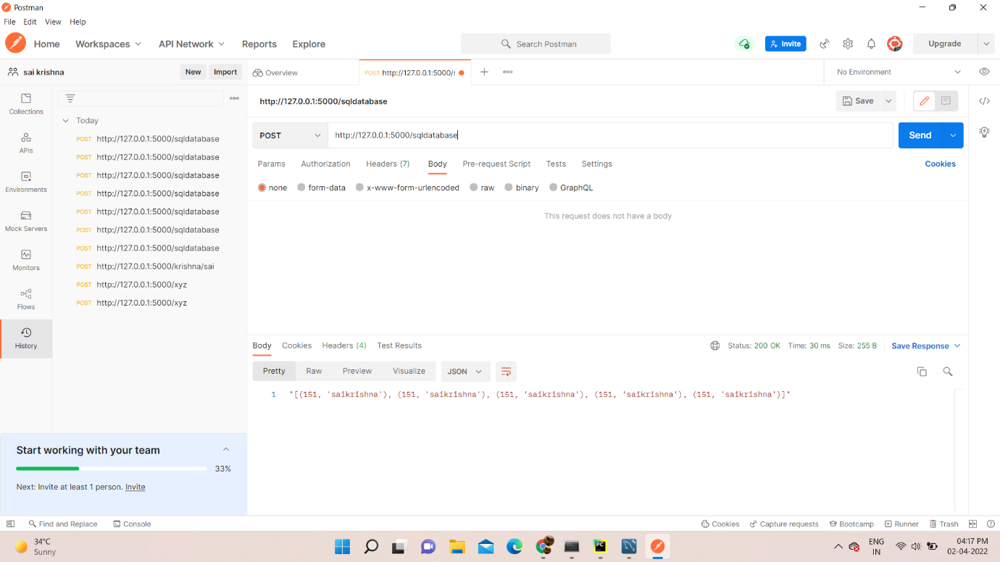 Postman
File Edit View Help
Home Workspaces API Network Reports Explore Search Postman Invite Upgrade
sai krishna New Import Overview POST http://127.0.0.1:5000/s No Environment
Collections
APIs
Environments
Mock Servers
Monitors
Flows
History
Today
POST http://127.0.0.1:5000/sqldatabase
POST http://127.0.0.1:5000/sqldatabase
POST http://127.0.0.1:5000/sqldatabase
POST http://127.0.0.1:5000/sqldatabase
POST http://127.0.0.1:5000/sqldatabase
POST http://127.0.0.1:5000/sqldatabase
POST http://127.0.0.1:5000/sqldatabase
POST http://127.0.0.1:5000/krishna/sai
POST http://127.0.0.1:5000/xyz
POST http://127.0.0.1:5000/xyz
http://127.0.0.1:5000/sqldatabase Save
POST http://127.0.0.1:5000/sqldatabase Send
Params Authorization Headers (7) Body Pre-request Script Tests Settings Cookies
none form-data x-www-form-urlencoded raw binary GraphQL
This request does not have a body
Body Cookies Headers (4) Test Results Status: 200 OK Time: 30 ms Size: 255 B Save Response
Pretty Raw Preview Visualize JSON
1 "[(151, 'saikrishna'), (151, 'saikrishna'), (151, 'saikrishna'), (151, 'saikrishna'), (151, 'saikrishna')]"
Start working with your team
33%
Next: Invite at least 1 person. Invite
Find and Replace Console Cookies Capture requests Bootcamp Runner Trash
34°C
Sunny
PC
ENG
IN
04:17 PM
02-04-2022